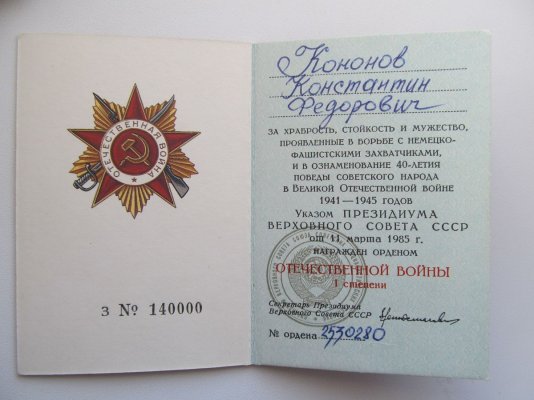 ОТЕЧЕСТВЕННАЯ ВОЙНА
З № 140000
Кононов
Константин
Федорович
ЗА ХРАБРОСТЬ, СТОЙКОСТЬ И МУЖЕСТВО,
ПРОЯВЛЕННЫЕ В БОРЬБЕ С НЕМЕЦКО-
ФАШИСТСКИМИ ЗАХВАТЧИКАМИ,
И В ОЗНАМЕНОВАНИЕ 40-ЛЕТИЯ
ПОБЕДЫ СОВЕТСКОГО НАРОДА
В ВЕЛИКОЙ ОТЕЧЕСТВЕННОЙ ВОЙНЕ
1941—1945 ГОДОВ
УКАЗОМ ПРЕЗИДИУМА
ВЕРХОВНОГО СОВЕТА СССР
от 11 марта 1985 г.
НАГРАЖДЕН ОРДЕНОМ
ОТЕЧЕСТВЕННОЙ ВОЙНЫ
I степени
Секретарь Президиума
Верховного Совета СССР
№ ордена 2530280